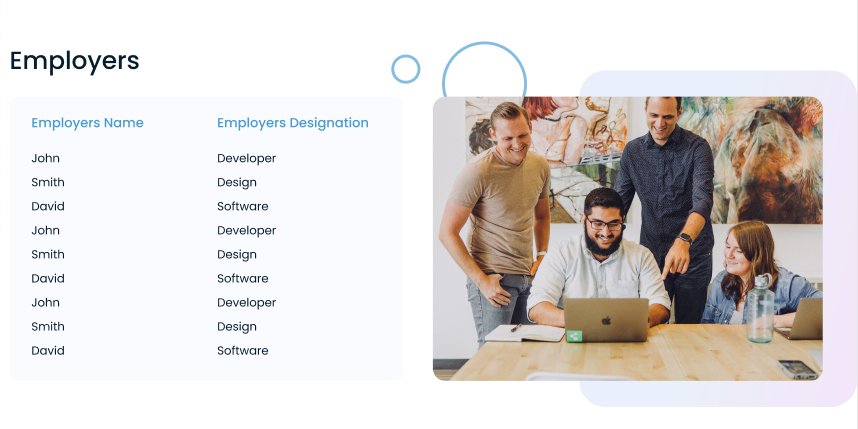 Employers
Employers Name Employers Designation
John Developer
Smith Design
David Software
John Developer
Smith Design
David Software
John Developer
Smith Design
David Software